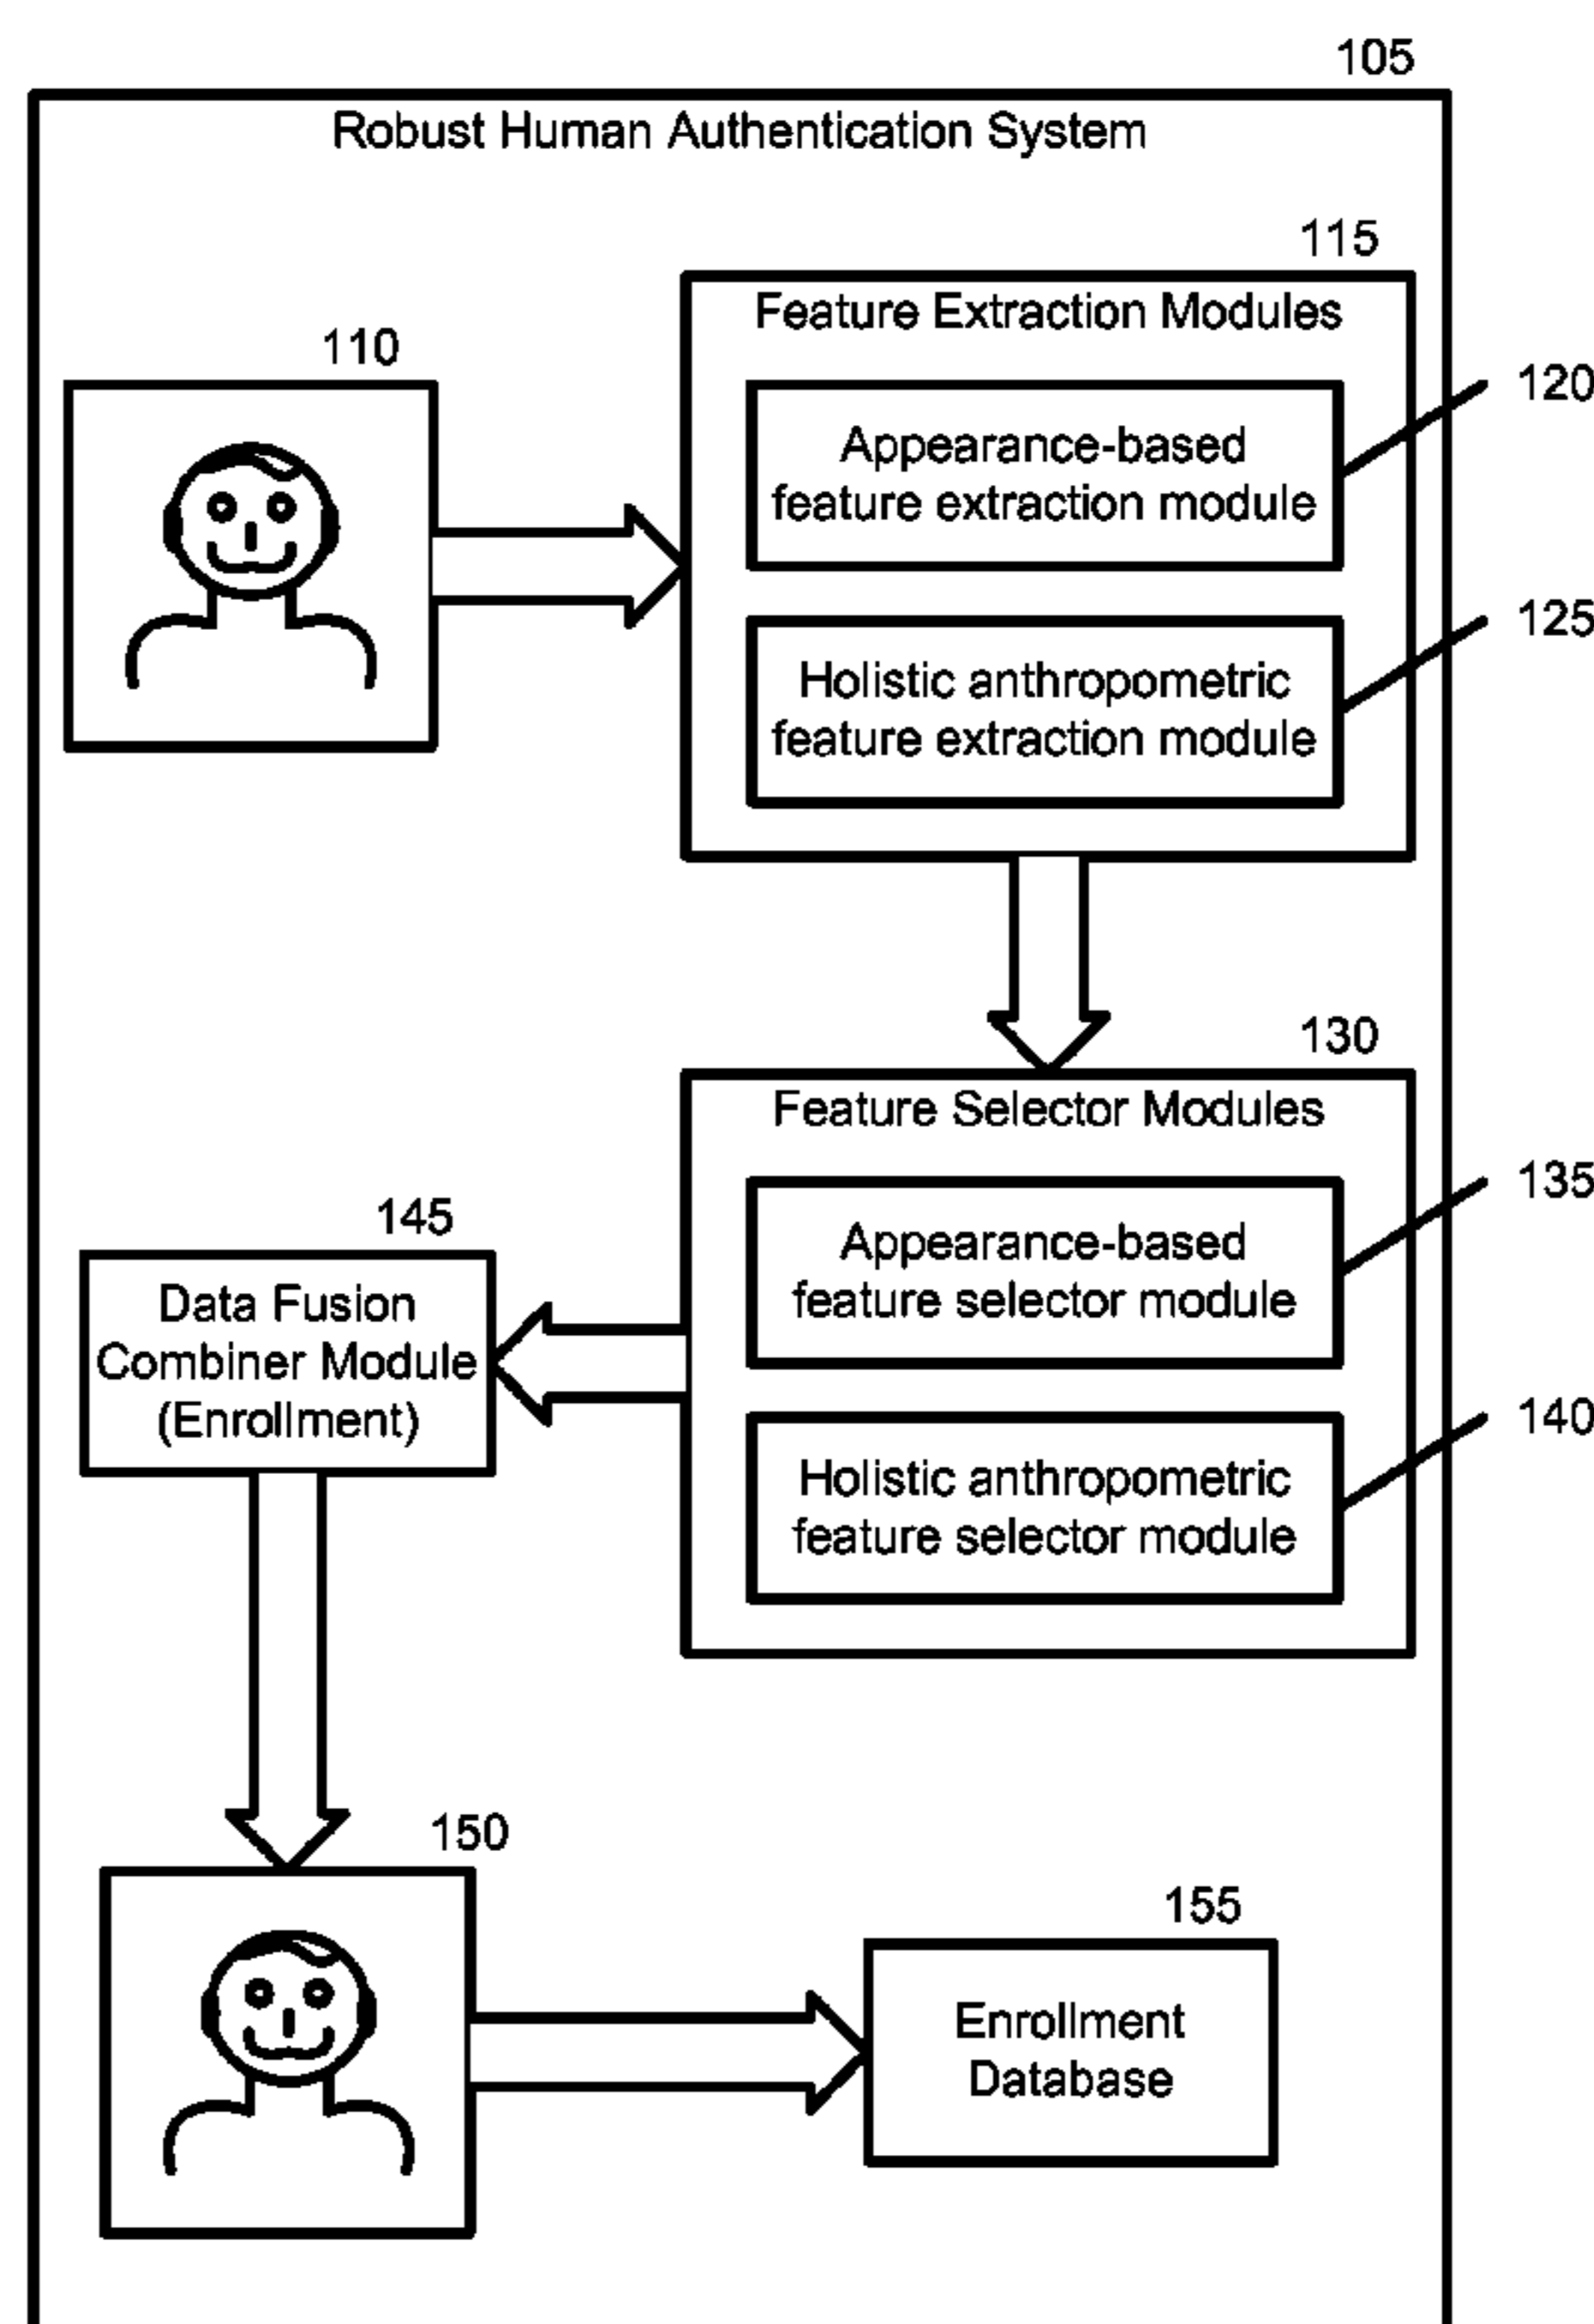 105
Robust Human Authentication System
115
Feature Extraction Modules
110
120
Appearance-based
feature extraction module
125
Holistic anthropometric
feature extraction module
130
Feature Selector Modules
135
Appearance-based
feature selector module
145
Data Fusion
Combiner Module
(Enrollment)
140
Holistic anthropometric
feature selector module
150
155
Enrollment
Database